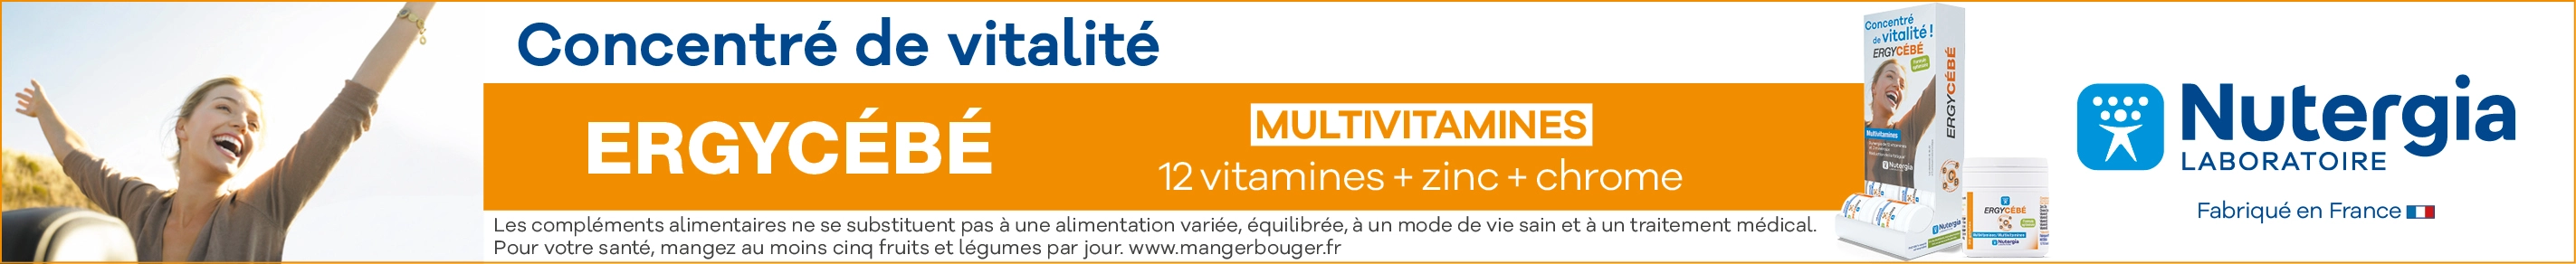 Concentré de vitalité
ERGYCÉBÉ
MULTIVITAMINES
12 vitamines + zinc + chrome
Les compléments alimentaires ne se substituent pas à une alimentation variée, équilibrée, à un mode de vie sain et à un traitement médical.
Pour votre santé, mangez au moins cinq fruits et légumes par jour. www.mangerbouger.fr
Concentré
de vitalité !
ERGYCÉBÉ
ERGYCÉBÉ
Multivitamines
Nutergia
Nutergia
ERGYCÉBÉ
Nutergia
Nutergia
LABORATOIRE
Fabriqué en France